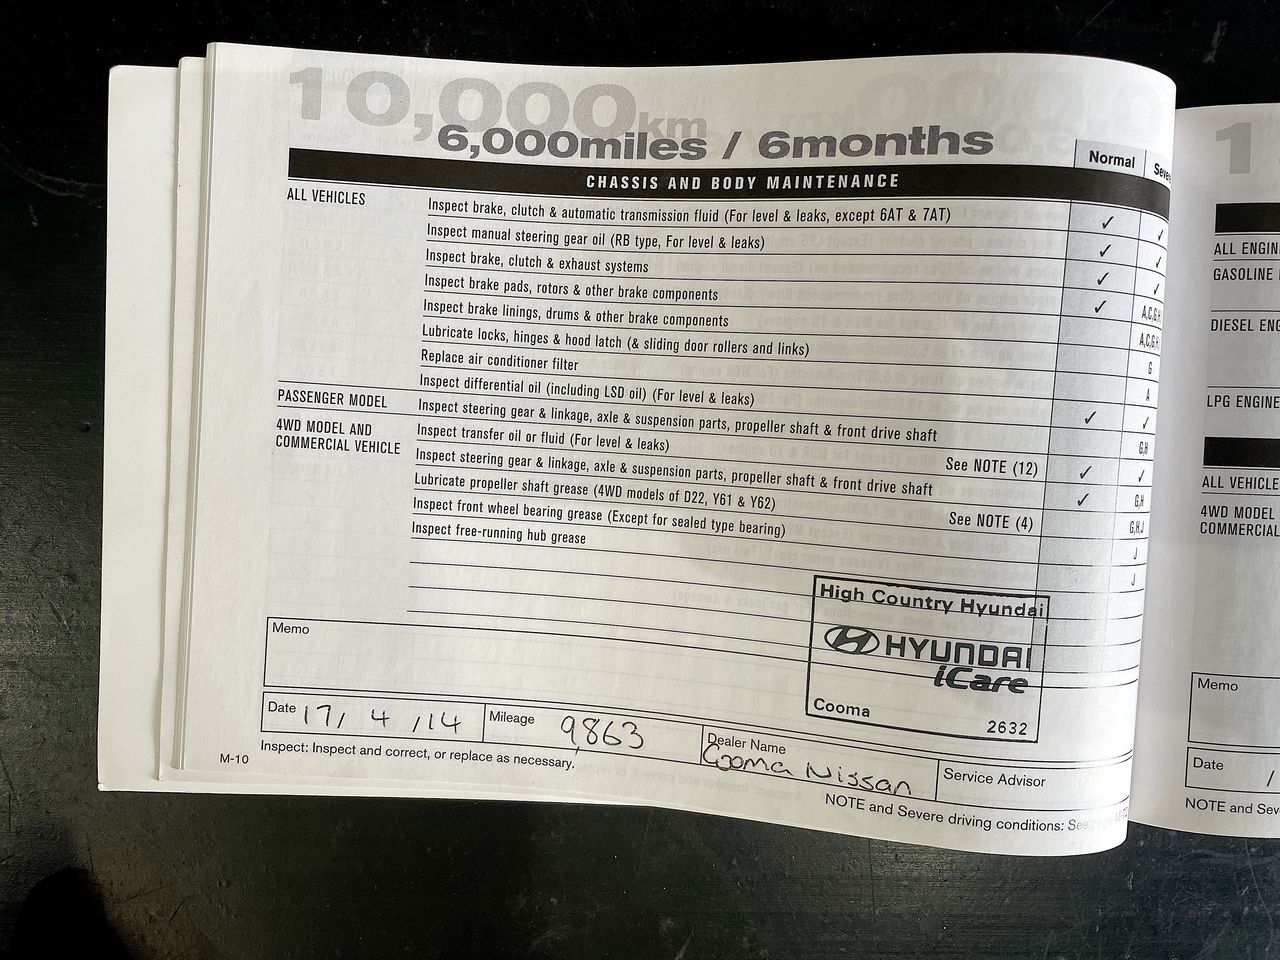 10,000km
6,000miles / 6months
Normal
CHASSIS AND BODY MAINTENANCE
ALL VEHICLES
Inspect brake, clutch & automatic transmission fluid (For level & leaks, except 6AT & 7AT) ✓ ✓
Inspect manual steering gear oil (RB type, For level & leaks) ✓ ✓
Inspect brake, clutch & exhaust systems ✓ ✓
Inspect brake pads, rotors & other brake components ✓ A,C,G,H
Inspect brake linings, drums & other brake components A,C,G,H
Lubricate locks, hinges & hood latch (& sliding door rollers and links) G
Replace air conditioner filter A
Inspect differential oil (including LSD oil) (For level & leaks) ✓ ✓
PASSENGER MODEL
Inspect steering gear & linkage, axle & suspension parts, propeller shaft & front drive shaft G,H
4WD MODEL AND
COMMERCIAL VEHICLE
Inspect transfer oil or fluid (For level & leaks) See NOTE (12) ✓ ✓
Inspect steering gear & linkage, axle & suspension parts, propeller shaft & front drive shaft ✓ G,H
Lubricate propeller shaft grease (4WD models of D22, Y61 & Y62) See NOTE (4) G,H,J
Inspect front wheel bearing grease (Except for sealed type bearing) J
Inspect free-running hub grease J
High Country Hyundai
HYUNDAI
iCare
Cooma 2632
Memo
Date 17/ 4 /14
Mileage 9,863
Dealer Name
Cooma Nissan
Service Advisor
Inspect: Inspect and correct, or replace as necessary.
M-10
NOTE and Severe driving conditions: See
1
ALL ENGIN
GASOLINE
DIESEL ENG
LPG ENGINE
ALL VEHICLE
4WD MODEL
COMMERCIAL
Memo
Date /
NOTE and Sev